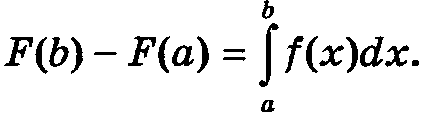 F(b) − F(a) = ∫_a^b f(x)dx.